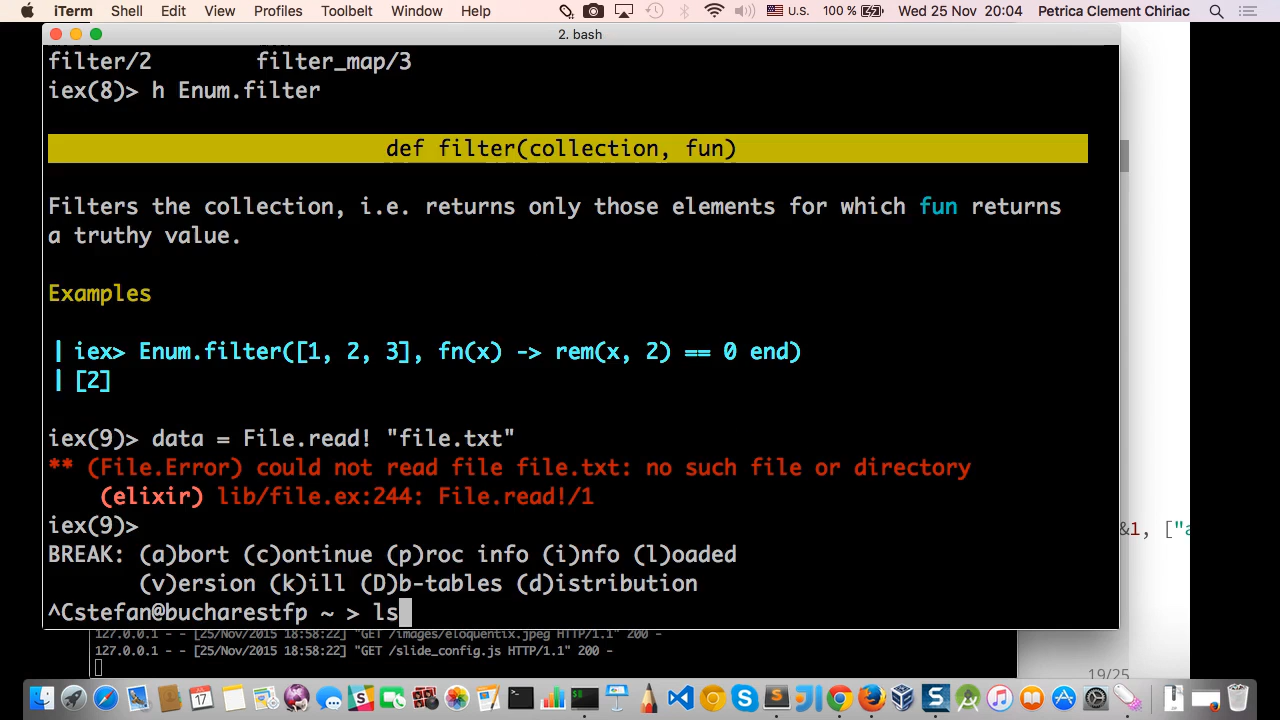 iTerm Shell Edit View Profiles Toolbelt Window Help U.S. 100 % Wed 25 Nov 20:04 Petrica Clement Chiriac
2. bash
filter/2 filter_map/3
iex(8)> h Enum.filter
def filter(collection, fun)
Filters the collection, i.e. returns only those elements for which fun returns
a truthy value.
Examples
| iex> Enum.filter([1, 2, 3], fn(x) -> rem(x, 2) == 0 end)
| [2]
iex(9)> data = File.read! "file.txt"
** (File.Error) could not read file file.txt: no such file or directory
(elixir) lib/file.ex:244: File.read!/1
iex(9)>
&1, ["a
BREAK: (a)bort (c)ontinue (p)roc info (i)nfo (l)oaded
(v)ersion (k)ill (D)b-tables (d)istribution
^Cstefan@bucharestfp ~ > ls
127.0.0.1 - - [25/Nov/2015 18:58:22] "GET /images/eloquentix.jpeg HTTP/1.1" 200 -
127.0.0.1 - - [25/Nov/2015 18:58:22] "GET /slide_config.js HTTP/1.1" 200 -
19/25
17